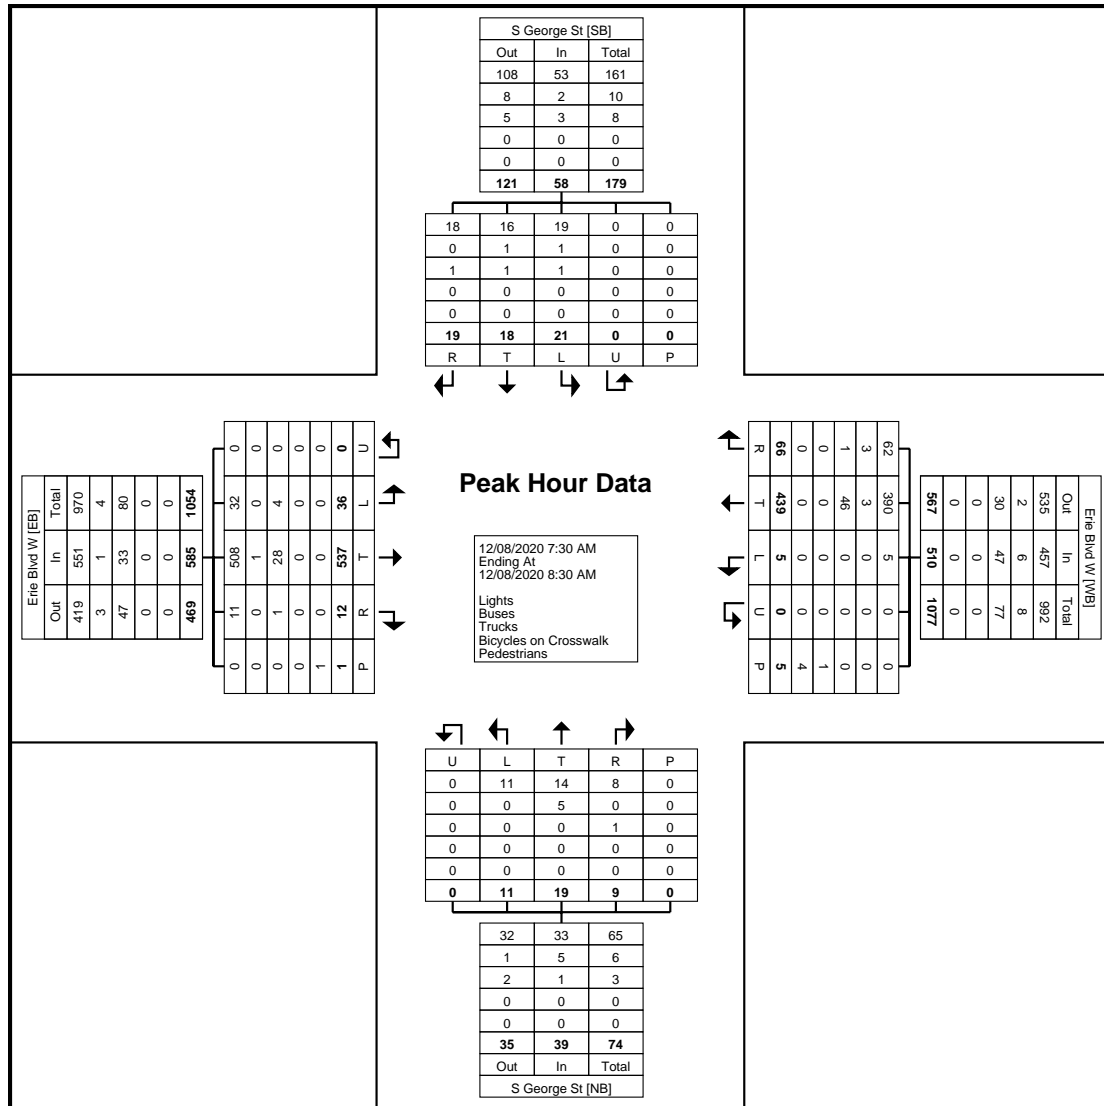 S George St [SB]
Out In Total
108 53 161
8 2 10
5 3 8
0 0 0
0 0 0
121 58 179
18 16 19 0 0
0 1 1 0 0
1 1 1 0 0
0 0 0 0 0
0 0 0 0 0
19 18 21 0 0
R T L U P
Erie Blvd W [EB]
Out In Total
419 551 970
3 1 4
47 33 80
0 0 0
0 0 0
469 585 1054
0 11 508 32 0
0 0 1 0 0
0 1 28 4 0
0 0 0 0 0
1 0 0 0 0
1 12 537 36 0
P R T L U
Peak Hour Data
12/08/2020 7:30 AM
Ending At
12/08/2020 8:30 AM
Lights
Buses
Trucks
Bicycles on Crosswalk
Pedestrians
Erie Blvd W [WB]
Out In Total
535 457 992
2 6 8
30 47 77
0 0 0
0 0 0
567 510 1077
62 390 5 0 0
3 3 0 0 0
1 46 0 0 0
0 0 0 0 1
0 0 0 0 4
66 439 5 0 5
R T L U P
U L T R P
0 11 14 8 0
0 0 5 0 0
0 0 0 1 0
0 0 0 0 0
0 0 0 0 0
0 11 19 9 0
32 33 65
1 5 6
2 1 3
0 0 0
0 0 0
35 39 74
Out In Total
S George St [NB]